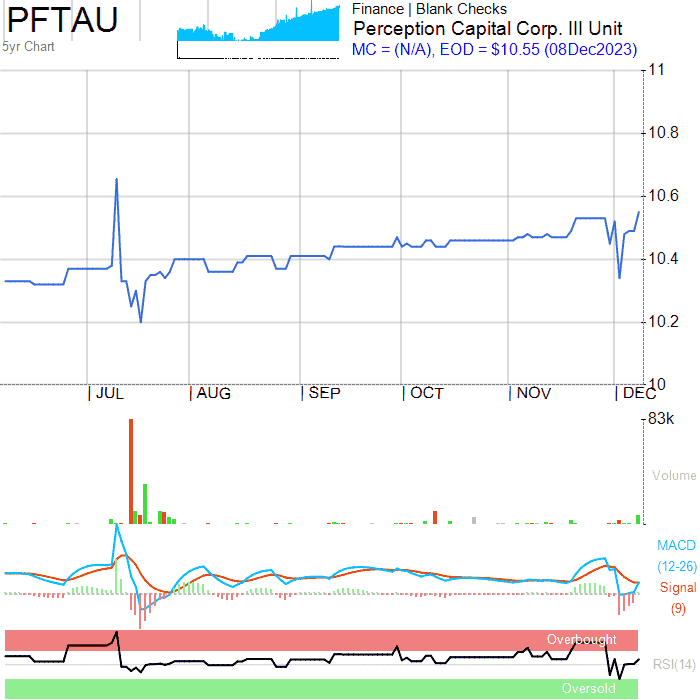 PFTAU
5yr Chart
Finance | Blank Checks
Perception Capital Corp. III Unit
MC = (N/A), EOD = $10.55 (08Dec2023)
11
10.8
10.6
10.4
10.2
10
JUL AUG SEP OCT NOV DEC
83k
Volume
MACD
(12-26)
Signal
(9)
Overbought
RSI(14)
Oversold